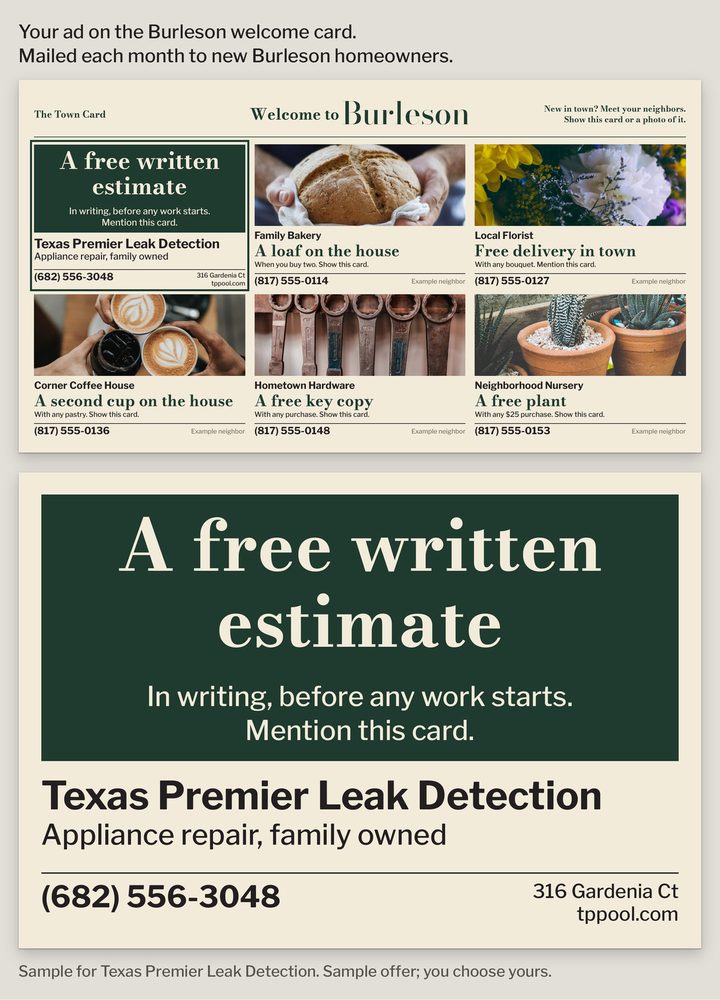 Your ad on the Burleson welcome card.
Mailed each month to new Burleson homeowners.
The Town Card
Welcome to Burleson
New in town? Meet your neighbors.
Show this card or a photo of it.
A free written
estimate
In writing, before any work starts.
Mention this card.
Texas Premier Leak Detection
Appliance repair, family owned
(682) 556-3048
316 Gardenia Ct
tppool.com
Family Bakery
A loaf on the house
When you buy two. Show this card.
(817) 555-0114
Example neighbor
Local Florist
Free delivery in town
With any bouquet. Mention this card.
(817) 555-0127
Example neighbor
Corner Coffee House
A second cup on the house
With any pastry. Show this card.
(817) 555-0136
Example neighbor
Hometown Hardware
A free key copy
With any purchase. Show this card.
(817) 555-0148
Example neighbor
Neighborhood Nursery
A free plant
With any $25 purchase. Show this card.
(817) 555-0153
Example neighbor
A free written
estimate
In writing, before any work starts.
Mention this card.
Texas Premier Leak Detection
Appliance repair, family owned
(682) 556-3048
316 Gardenia Ct
tppool.com
Sample for Texas Premier Leak Detection. Sample offer; you choose yours.